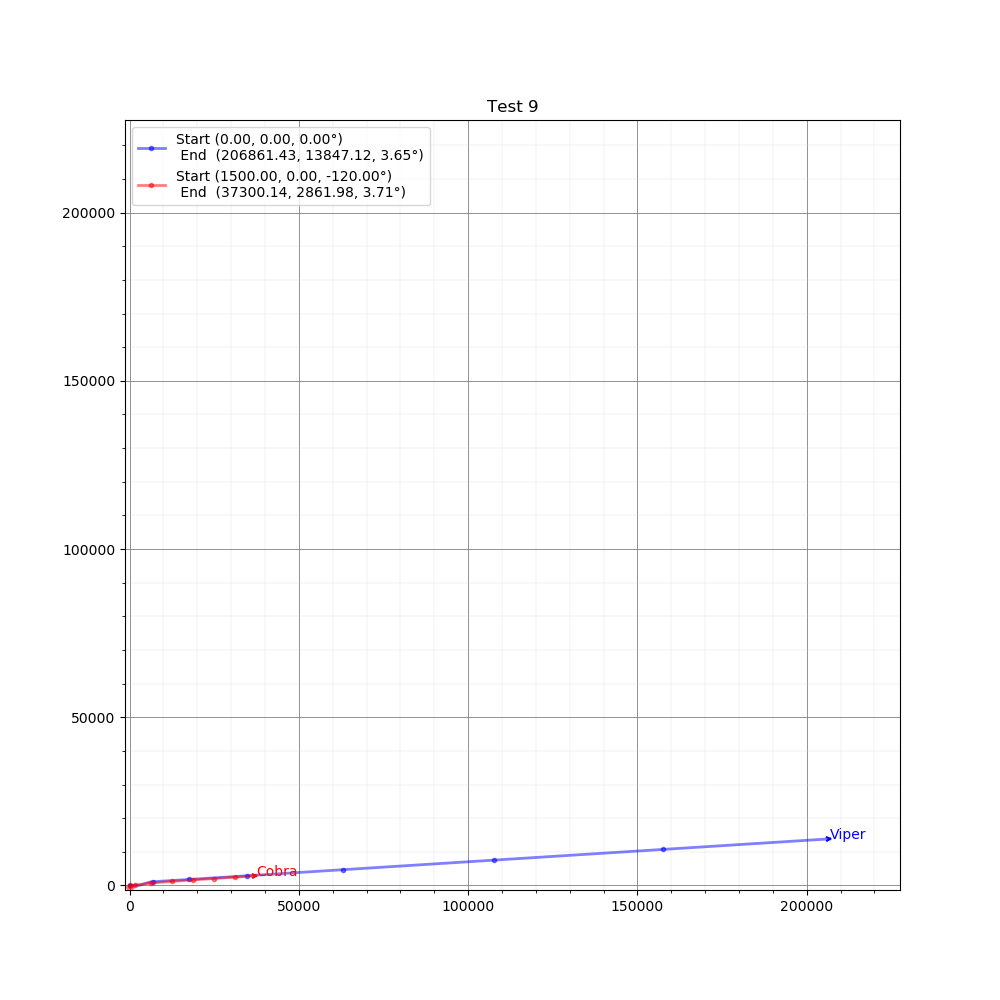 Test 9
Start (0.00, 0.00, 0.00°)
End (206861.43, 13847.12, 3.65°)
Start (1500.00, 0.00, -120.00°)
End (37300.14, 2861.98, 3.71°)
200000
150000
100000
50000
0
Viper
Cobra
0
50000
100000
150000
200000